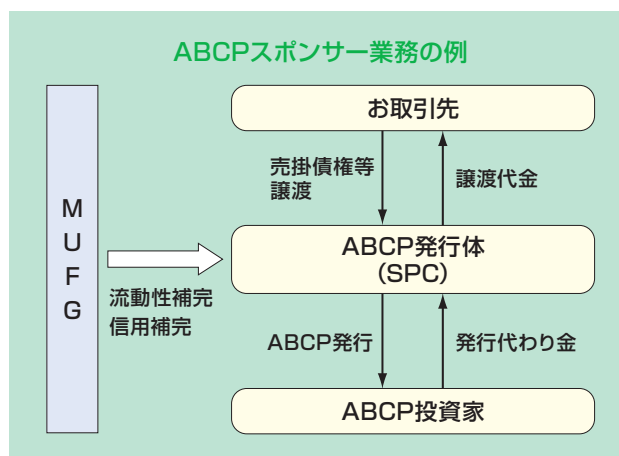 ABCPスポンサー業務の例
お取引先
売掛債権等
譲渡
譲渡代金
MUFG
ABCP発行体
(SPC)
流動性補完
信用補完
ABCP発行
発行代わり金
ABCP投資家